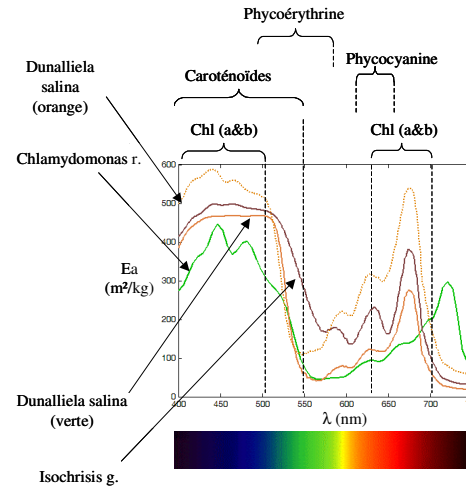 Phycoérythrine
Phycocyanine
Dunalliela
salina
(orange)
Caroténoïdes
Chl (a&b)
Chl (a&b)
Chlamydomonas r.
600
500
400
300
200
100
0
Ea
(m²/kg)
400
450
500
550
600
650
700
λ (nm)
Dunalliela salina
(verte)
Isochrisis g.